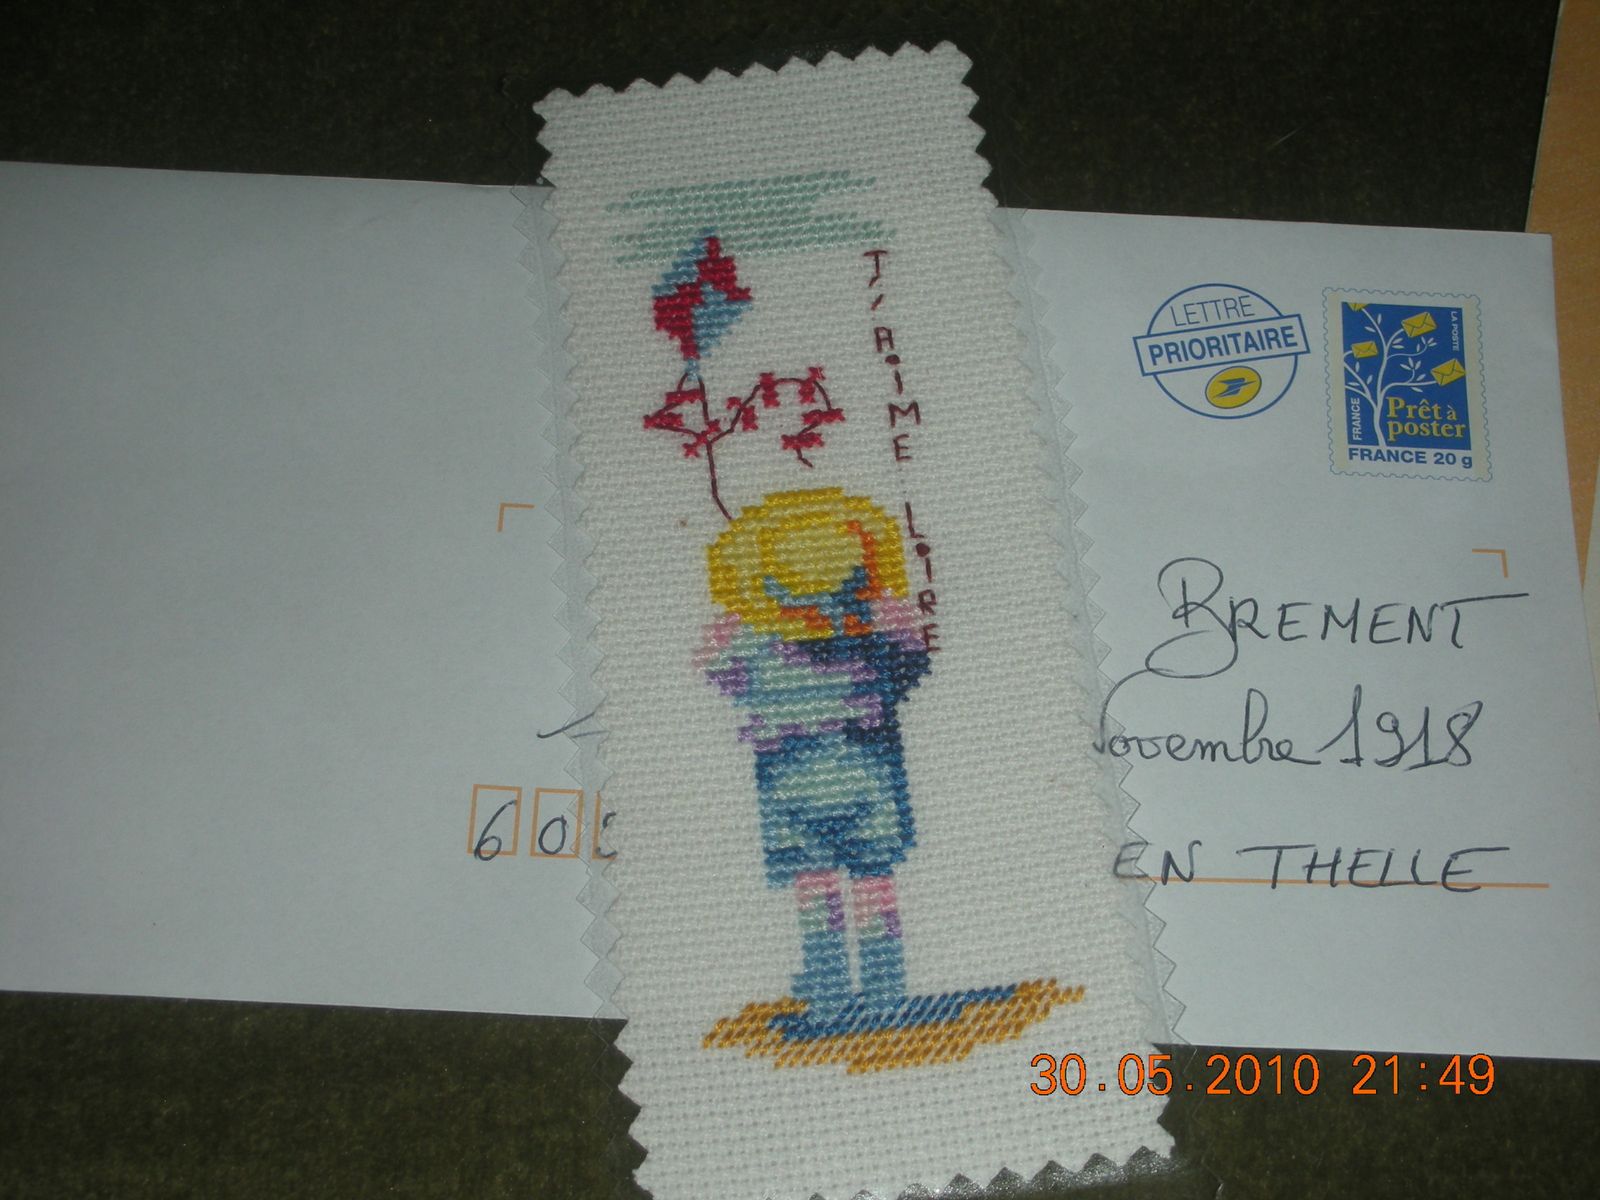 J'AIME LIRE
LETTRE
PRIORITAIRE
LA POSTE
FRANCE
Prêt à
poster
FRANCE 20 g
BREMENT
Novembre 1918
60
EN THELLE
30.05.2010 21:49